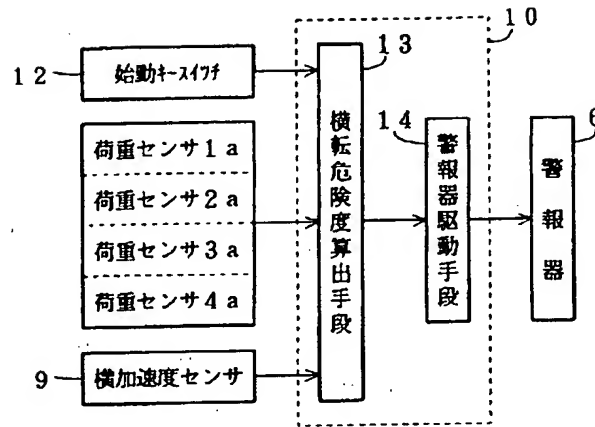 10
13
12
始動キースイッチ
荷重センサ1a
荷重センサ2a
荷重センサ3a
荷重センサ4a
9
横加速度センサ
横転危険度算出手段
14
警報器駆動手段
6
警報器